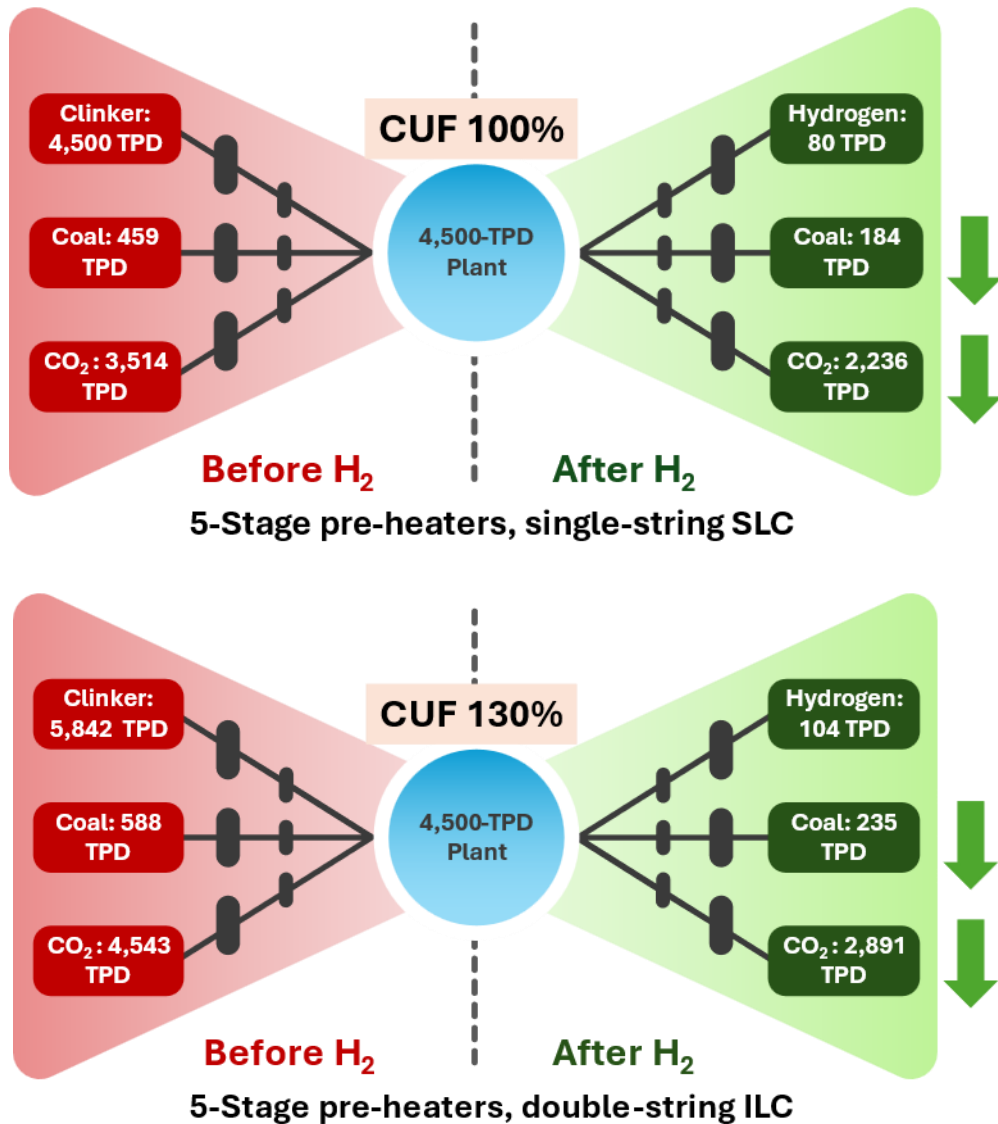 CUF 100%
Clinker:
4,500 TPD
Coal: 459
TPD
CO₂ : 3,514
TPD
4,500-TPD
Plant
Hydrogen:
80 TPD
Coal: 184
TPD
CO₂ : 2,236
TPD
Before H₂
After H₂
5-Stage pre-heaters, single-string SLC
CUF 130%
Clinker:
5,842 TPD
Coal: 588
TPD
CO₂ : 4,543
TPD
4,500-TPD
Plant
Hydrogen:
104 TPD
Coal: 235
TPD
CO₂ : 2,891
TPD
Before H₂
After H₂
5-Stage pre-heaters, double-string ILC